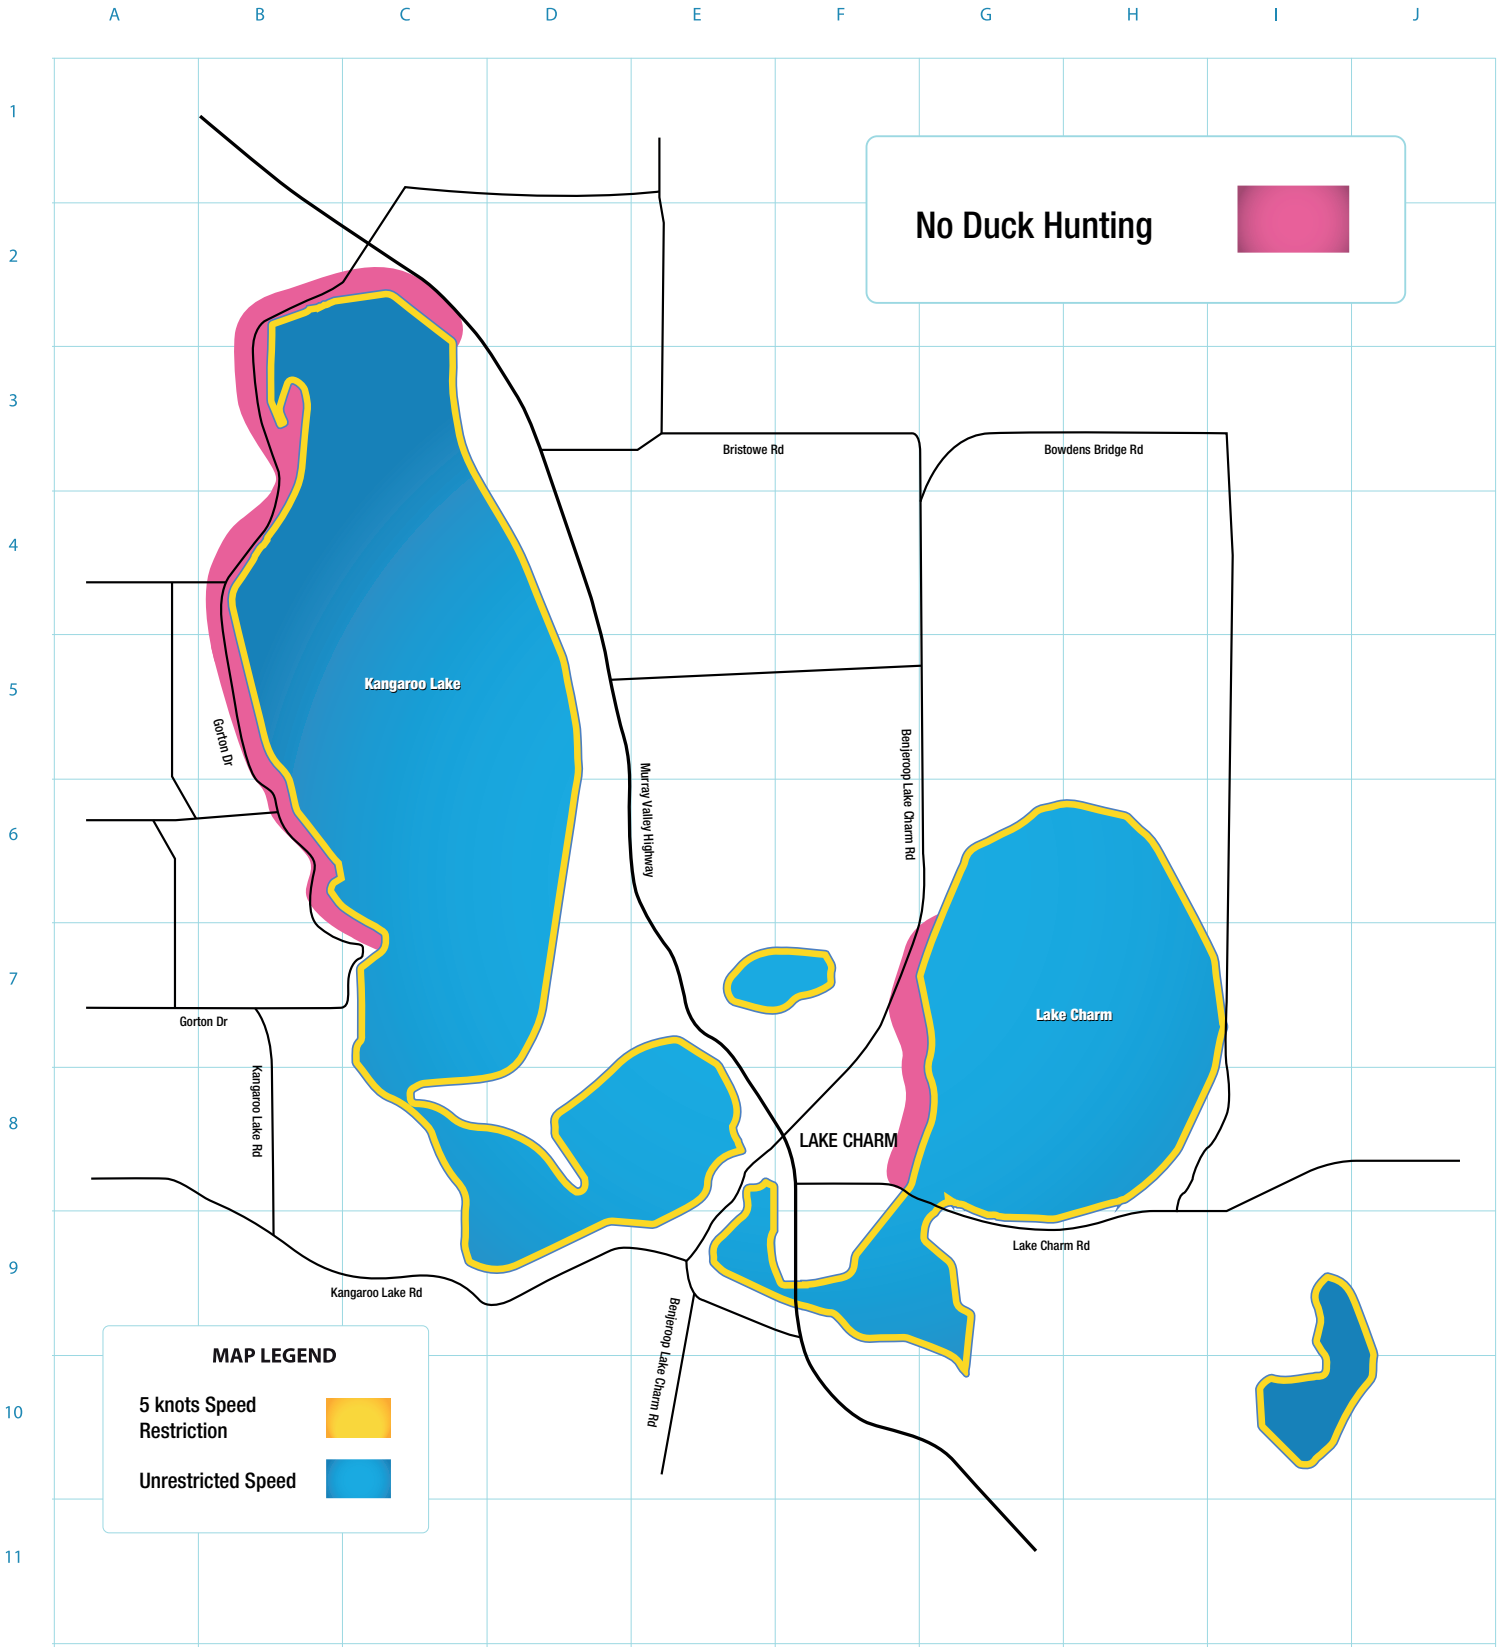 A B C D E F G H I J
1
2
3
4
5
6
7
8
9
10
11
No Duck Hunting
Bristowe Rd
Bowdens Bridge Rd
Kangaroo Lake
Gorton Dr
Murray Valley Highway
Benjeroop Lake Charm Rd
Lake Charm
Gorton Dr
Kangaroo Lake Rd
LAKE CHARM
Lake Charm Rd
Kangaroo Lake Rd
Benjeroop Lake Charm Rd
MAP LEGEND
5 knots Speed
Restriction
Unrestricted Speed